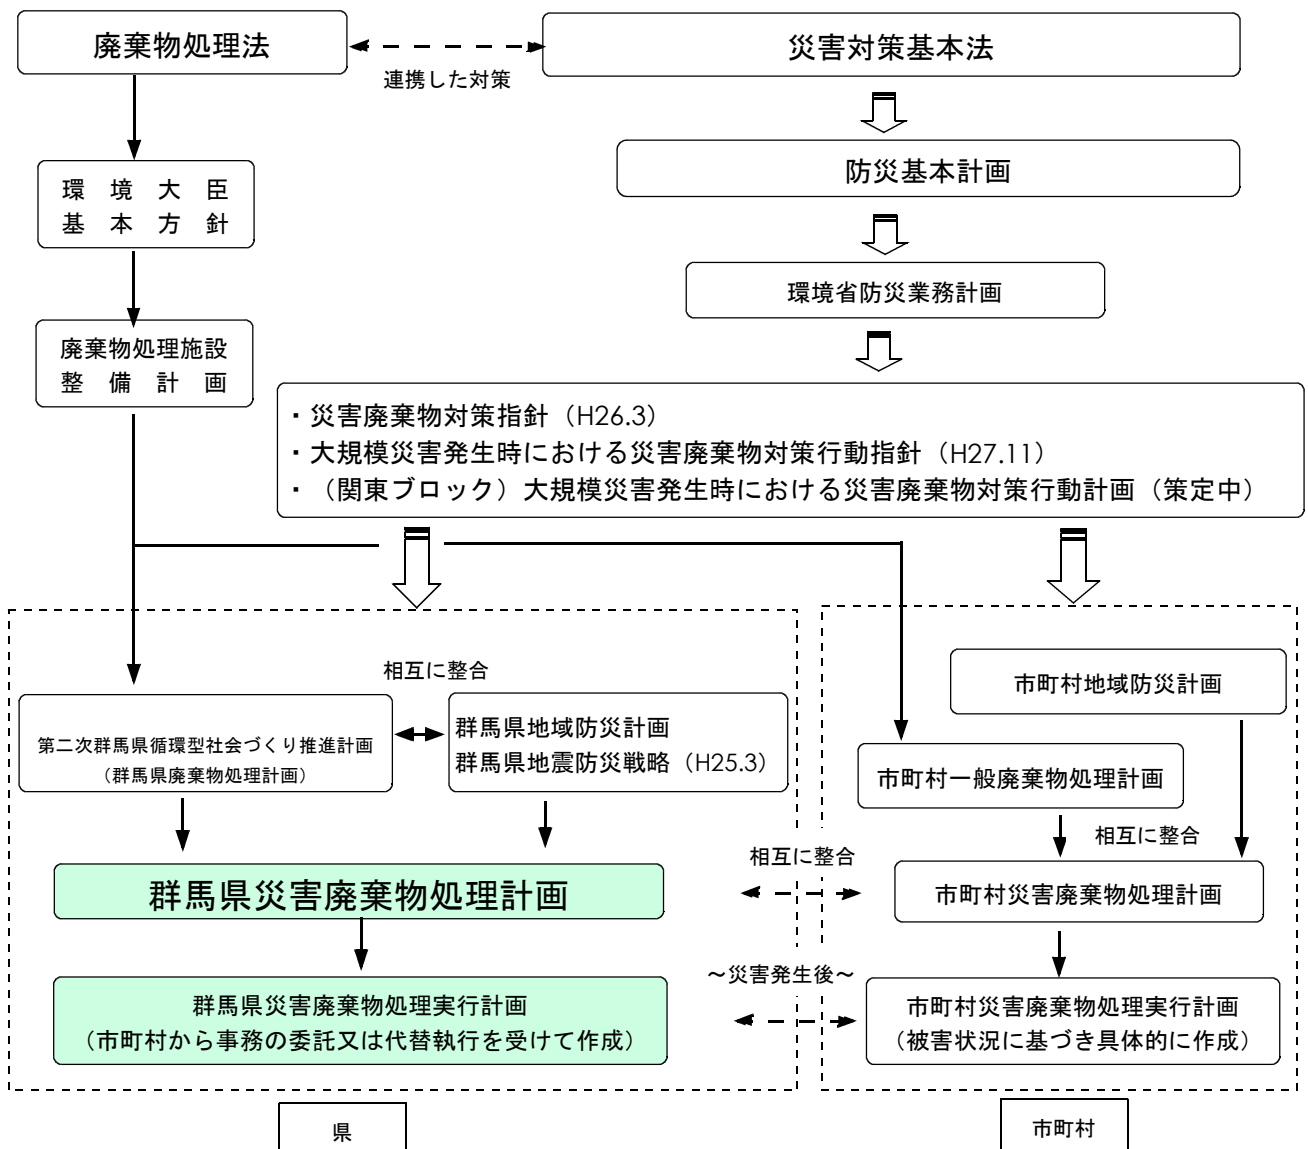 廃棄物処理法
災害対策基本法
連携した対策
防災基本計画
環境大臣
基本方針
環境省防災業務計画
廃棄物処理施設
整備計画
・災害廃棄物対策指針（H26.3）
・大規模災害発生時における災害廃棄物対策行動指針（H27.11）
・（関東ブロック）大規模災害発生時における災害廃棄物対策行動計画（策定中）
相互に整合
市町村地域防災計画
第二次群馬県循環型社会づくり推進計画
（群馬県廃棄物処理計画）
群馬県地域防災計画
群馬県地震防災戦略（H25.3）
市町村一般廃棄物処理計画
相互に整合
相互に整合
群馬県災害廃棄物処理計画
市町村災害廃棄物処理計画
～災害発生後～
群馬県災害廃棄物処理実行計画
（市町村から事務の委託又は代替執行を受けて作成）
市町村災害廃棄物処理実行計画
（被害状況に基づき具体的に作成）
県
市町村